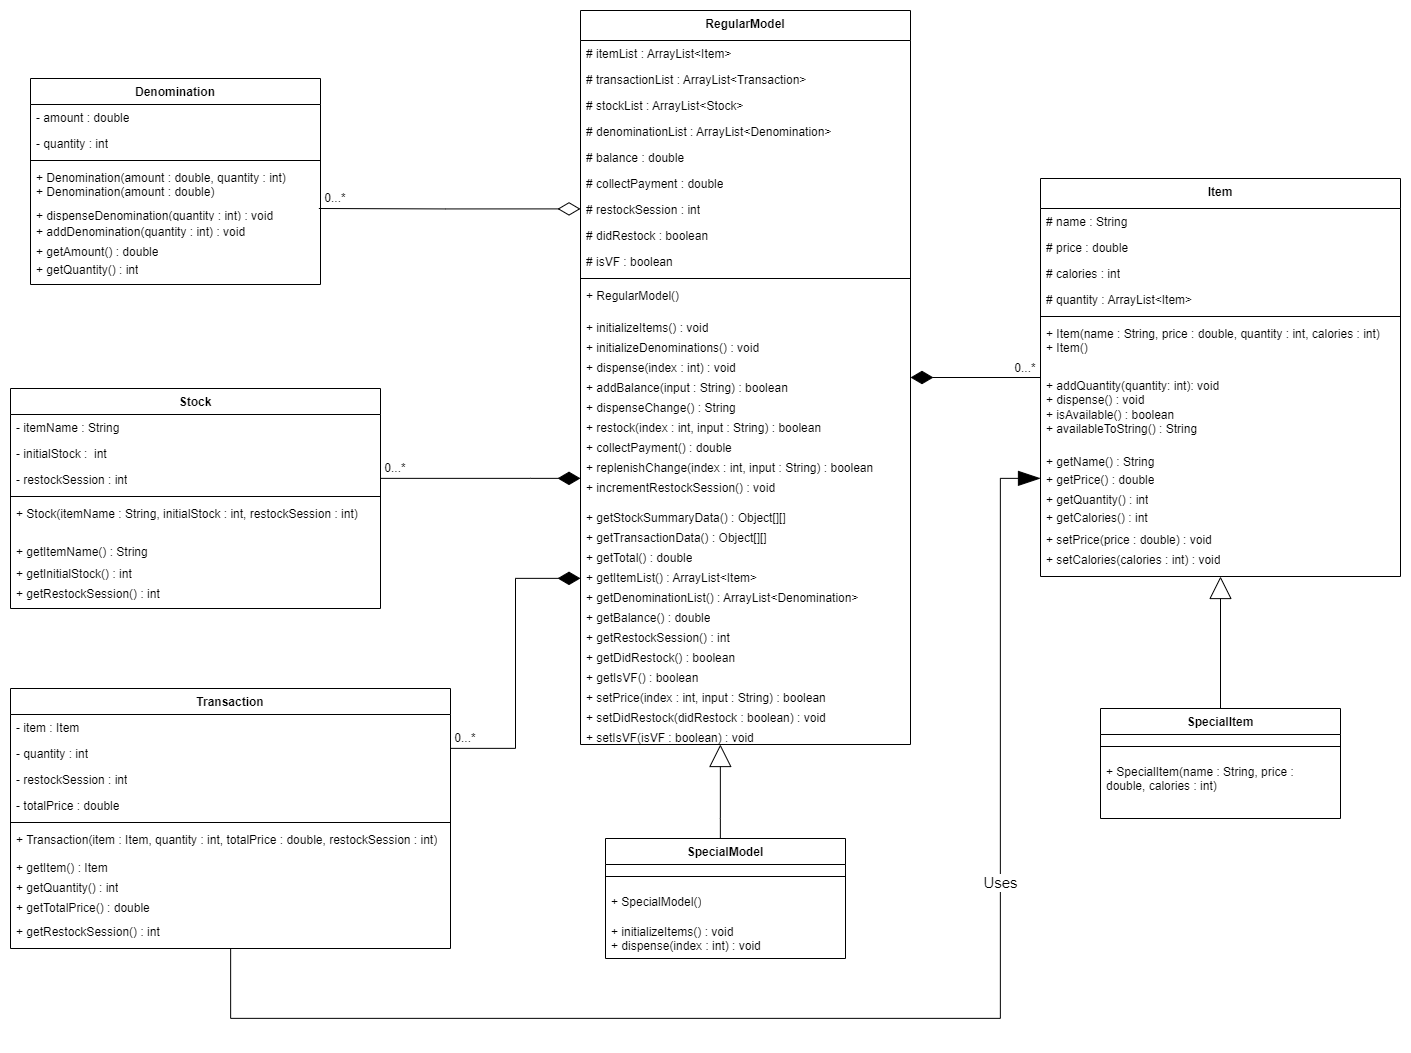 RegularModel
# itemList : ArrayList<Item>
# transactionList : ArrayList<Transaction>
# stockList : ArrayList<Stock>
# denominationList : ArrayList<Denomination>
# balance : double
# collectPayment : double
# restockSession : int
# didRestock : boolean
# isVF : boolean
+ RegularModel()
+ initializeItems() : void
+ initializeDenominations() : void
+ dispense(index : int) : void
+ addBalance(input : String) : boolean
+ dispenseChange() : String
+ restock(index : int, input : String) : boolean
+ collectPayment() : double
+ replenishChange(index : int, input : String) : boolean
+ incrementRestockSession() : void
+ getStockSummaryData() : Object[][]
+ getTransactionData() : Object[][]
+ getTotal() : double
+ getItemList() : ArrayList<Item>
+ getDenominationList() : ArrayList<Denomination>
+ getBalance() : double
+ getRestockSession() : int
+ getDidRestock() : boolean
+ getIsVF() : boolean
+ setPrice(index : int, input : String) : boolean
+ setDidRestock(didRestock : boolean) : void
+ setIsVF(isVF : boolean) : void
Denomination
- amount : double
- quantity : int
+ Denomination(amount : double, quantity : int)
+ Denomination(amount : double)
+ dispenseDenomination(quantity : int) : void
+ addDenomination(quantity : int) : void
+ getAmount() : double
+ getQuantity() : int
0...*
Stock
- itemName : String
- initialStock :  int
- restockSession : int
+ Stock(itemName : String, initialStock : int, restockSession : int)
+ getItemName() : String
+ getInitialStock() : int
+ getRestockSession() : int
0...*
Transaction
- item : Item
- quantity : int
- restockSession : int
- totalPrice : double
+ Transaction(item : Item, quantity : int, totalPrice : double, restockSession : int)
+ getItem() : Item
+ getQuantity() : int
+ getTotalPrice() : double
+ getRestockSession() : int
0...*
SpecialModel
+ SpecialModel()
+ initializeItems() : void
+ dispense(index : int) : void
Uses
Item
# name : String
# price : double
# calories : int
# quantity : ArrayList<Item>
+ Item(name : String, price : double, quantity : int, calories : int)
+ Item()
+ addQuantity(quantity: int): void
+ dispense() : void
+ isAvailable() : boolean
+ availableToString() : String
+ getName() : String
+ getPrice() : double
+ getQuantity() : int
+ getCalories() : int
+ setPrice(price : double) : void
+ setCalories(calories : int) : void
0...*
SpecialItem
+ SpecialItem(name : String, price :
double, calories : int)